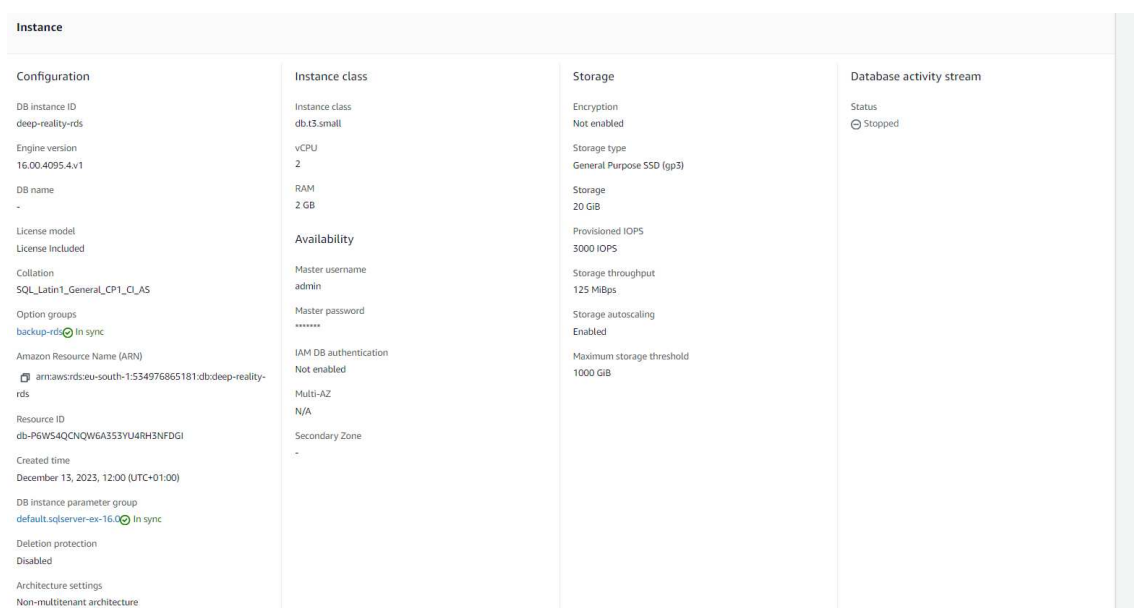 Instance
Configuration
DB instance ID
deep-reality-rds
Engine version
16.00.4095.4.v1
DB name
-
License model
License Included
Collation
SQL_Latin1_General_CP1_CI_AS
Option groups
backup-rds In sync
Amazon Resource Name (ARN)
arn:aws:rds:eu-south-1:534976865181:db:deep-reality-
rds
Resource ID
db-P6WS4QCNQW6A353YU4RH3NFDGI
Created time
December 13, 2023, 12:00 (UTC+01:00)
DB instance parameter group
default.sqlserver-ex-16.0 In sync
Deletion protection
Disabled
Architecture settings
Non-multitenant architecture
Instance class
Instance class
db.t3.small
vCPU
2
RAM
2 GB
Availability
Master username
admin
Master password
*******
IAM DB authentication
Not enabled
Multi-AZ
N/A
Secondary Zone
-
Storage
Encryption
Not enabled
Storage type
General Purpose SSD (gp3)
Storage
20 GiB
Provisioned IOPS
3000 IOPS
Storage throughput
125 MiBps
Storage autoscaling
Enabled
Maximum storage threshold
1000 GiB
Database activity stream
Status
Stopped